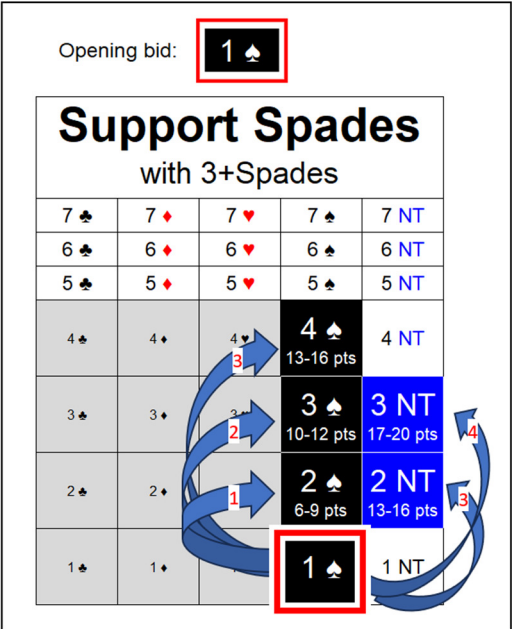 Opening bid: 1 ♠
Support Spades
with 3+Spades
7 ♣ 7 ♦ 7 ♥ 7 ♠ 7 NT
6 ♣ 6 ♦ 6 ♥ 6 ♠ 6 NT
5 ♣ 5 ♦ 5 ♥ 5 ♠ 5 NT
4 ♣ 4 ♦ 4 ♥ 4 ♠ 4 NT
3 13-16 pts
3 ♣ 3 ♦ 3 ♠ 3 NT
2 10-12 pts 17-20 pts 4
2 ♣ 2 ♦ 2 ♠ 2 NT
1 6-9 pts 13-16 pts 3
1 ♣ 1 ♦ 1 ♠ 1 NT